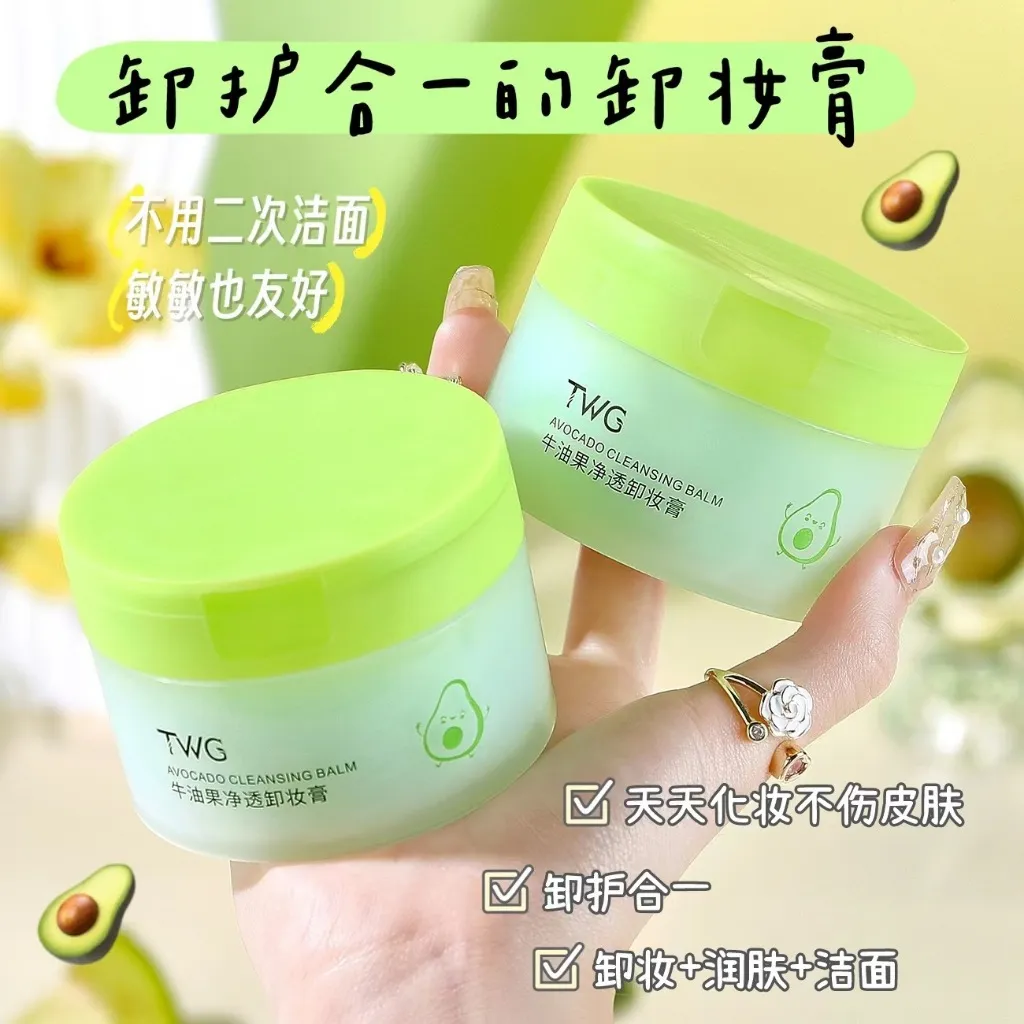 卸护合一的卸妆膏
不用二次洁面
敏敏也友好
TWG
AVOCADO CLEANSING BALM
牛油果净透卸妆膏
TWG
AVOCADO CLEANSING BALM
牛油果净透卸妆膏
天天化妆不伤皮肤
卸护合一
卸妆+润肤+洁面